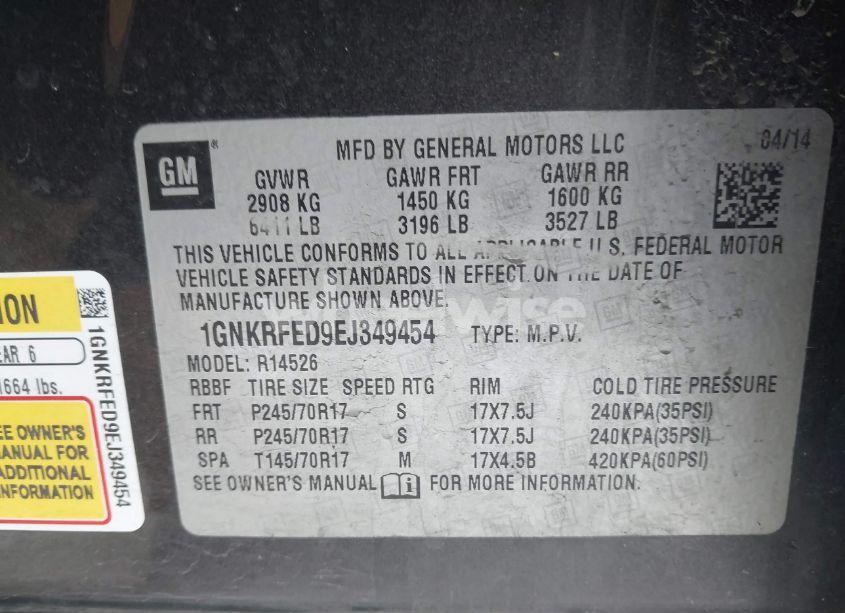 GM
MFD BY GENERAL MOTORS LLC
04/14
GVWR GAWR FRT GAWR RR
2908 KG 1450 KG 1600 KG
6411 LB 3196 LB 3527 LB
THIS VEHICLE CONFORMS TO ALL APPLICABLE U.S. FEDERAL MOTOR
VEHICLE SAFETY STANDARDS IN EFFECT ON THE DATE OF
MANUFACTURE SHOWN ABOVE.
1GNKRFED9EJ349454 TYPE: M.P.V.
MODEL: R14526
RBBF TIRE SIZE SPEED RTG RIM COLD TIRE PRESSURE
FRT P245/70R17 S 17X7.5J 240KPA(35PSI)
RR P245/70R17 S 17X7.5J 240KPA(35PSI)
SPA T145/70R17 M 17X4.5B 420KPA(60PSI)
SEE OWNER'S MANUAL i FOR MORE INFORMATION.
ION
EAR 6
1664 lbs.
EE OWNER'S
MANUAL FOR
ADDITIONAL
INFORMATION
1GNKRFED9EJ349454